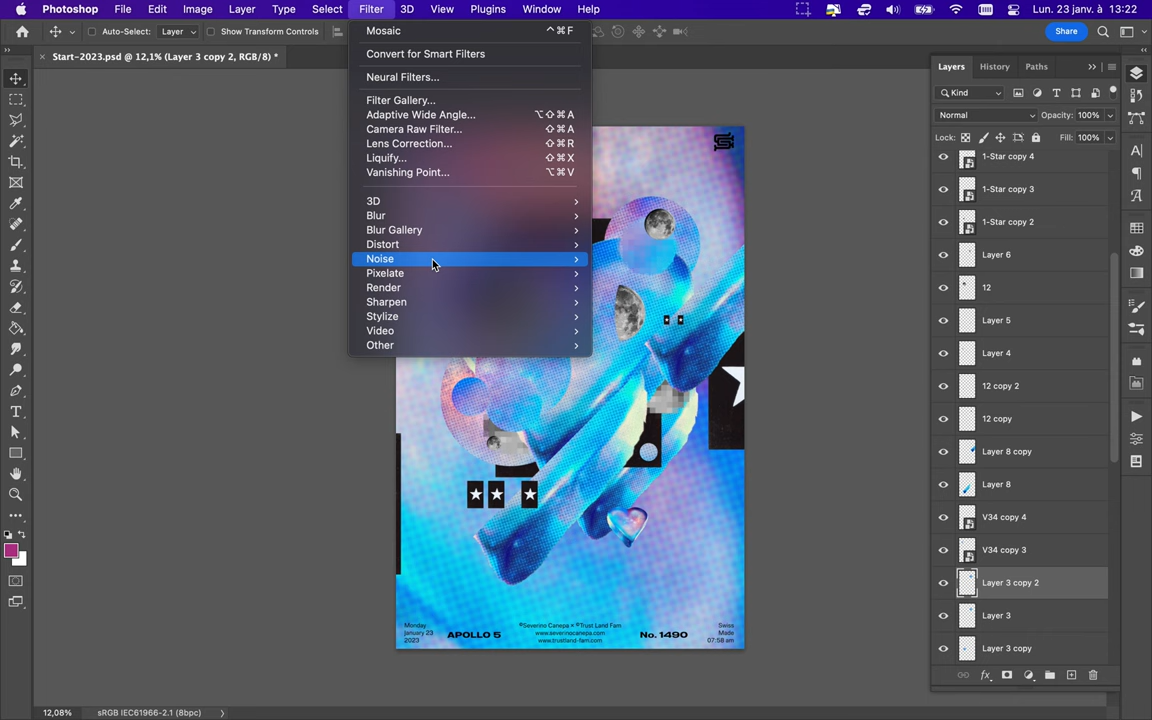 Photoshop File Edit Image Layer Type Select Filter 3D View Plugins Window Help Lun. 23 janv. à 13:22
Auto-Select: Layer Show Transform Controls Share
Start-2023.psd @ 12,1% (Layer 3 copy 2, RGB/8) *
Mosaic ^⌘F
Convert for Smart Filters
Neural Filters...
Filter Gallery...
Adaptive Wide Angle... ⌥⇧⌘A
Camera Raw Filter... ⇧⌘A
Lens Correction... ⇧⌘R
Liquify... ⇧⌘X
Vanishing Point... ⌥⌘V
3D
Blur
Blur Gallery
Distort
Noise
Pixelate
Render
Sharpen
Stylize
Video
Other
Monday
january 23
2023
APOLLO 5
©Severino Canepa × ©Trust Land Fam
www.severinocanepa.com
www.trustland-fam.com
No. 1490
Swiss
Made
07:58 am
Layers History Paths
Kind
Normal Opacity: 100%
Lock: Fill: 100%
1-Star copy 4
1-Star copy 3
1-Star copy 2
Layer 6
12
Layer 5
Layer 4
12 copy 2
12 copy
Layer 8 copy
Layer 8
V34 copy 4
V34 copy 3
Layer 3 copy 2
Layer 3
Layer 3 copy
fx
12,08% sRGB IEC61966-2.1 (8bpc)